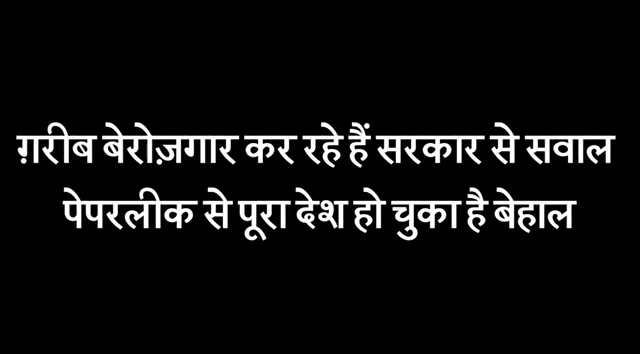 ग़रीब बेरोज़गार कर रहे हैं सरकार से सवाल
पेपरलीक से पूरा देश हो चुका है बेहाल